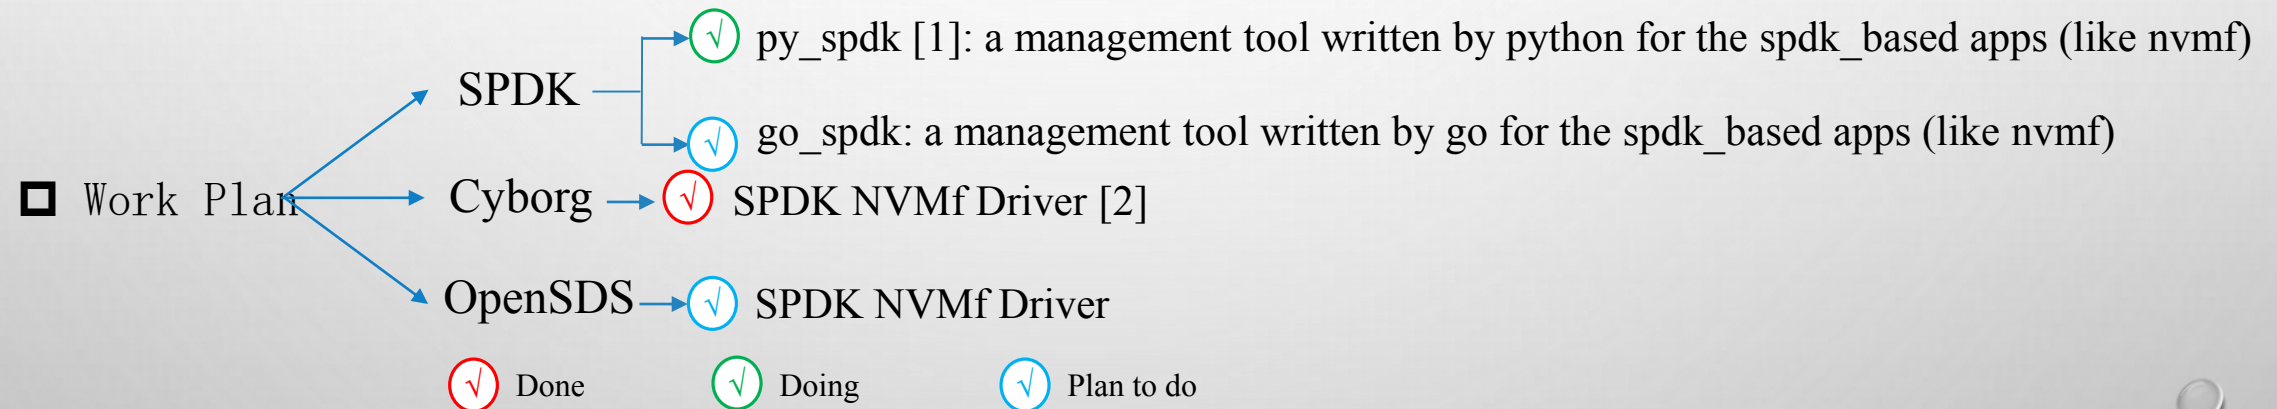 √ py_spdk [1]: a management tool written by python for the spdk_based apps (like nvmf)
SPDK
√ go_spdk: a management tool written by go for the spdk_based apps (like nvmf)
Work Plan
Cyborg √ SPDK NVMf Driver [2]
OpenSDS √ SPDK NVMf Driver
√ Done √ Doing √ Plan to do